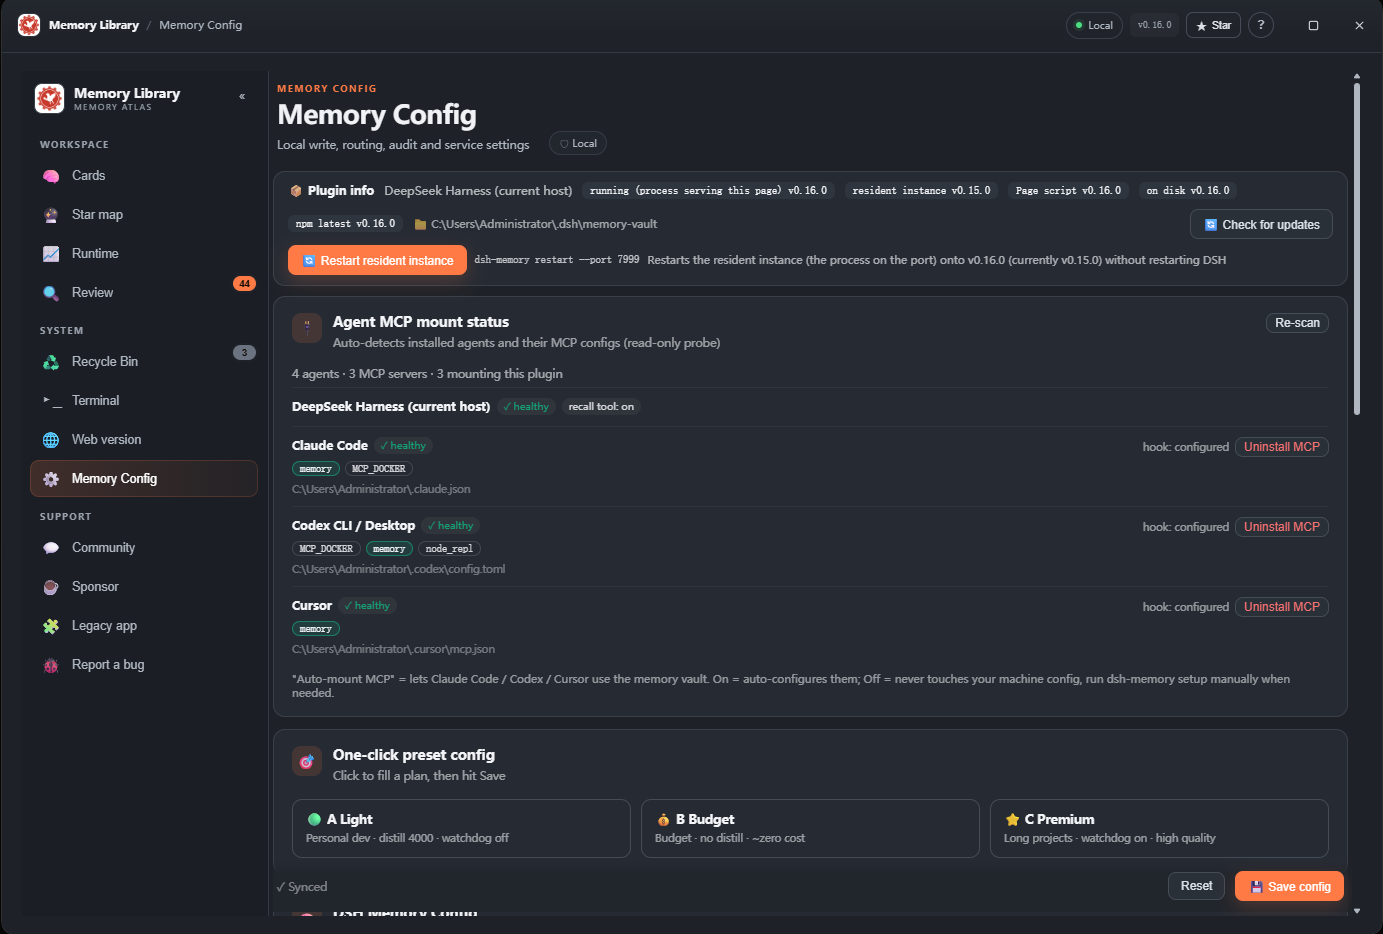 Memory Library / Memory Config
Local
v0.16.0
★ Star
?
Memory Library
MEMORY ATLAS
«
WORKSPACE
Cards
Star map
Runtime
Review
44
SYSTEM
Recycle Bin
3
Terminal
Web version
Memory Config
SUPPORT
Community
Sponsor
Legacy app
Report a bug
MEMORY CONFIG
Memory Config
Local write, routing, audit and service settings
Local
Plugin info DeepSeek Harness (current host) running (process serving this page) v0.16.0 resident instance v0.15.0 Page script v0.16.0 on disk v0.16.0
npm latest v0.16.0 C:\Users\Administrator\.dsh\memory-vault
Check for updates
Restart resident instance dsh-memory restart --port 7999 Restarts the resident instance (the process on the port) onto v0.16.0 (currently v0.15.0) without restarting DSH
Agent MCP mount status
Re-scan
Auto-detects installed agents and their MCP configs (read-only probe)
4 agents · 3 MCP servers · 3 mounting this plugin
DeepSeek Harness (current host) ✓ healthy recall tool: on
Claude Code ✓ healthy
hook: configured Uninstall MCP
memory MCP_DOCKER
C:\Users\Administrator\.claude.json
Codex CLI / Desktop ✓ healthy
hook: configured Uninstall MCP
MCP_DOCKER memory node_repl
C:\Users\Administrator\.codex\config.toml
Cursor ✓ healthy
hook: configured Uninstall MCP
memory
C:\Users\Administrator\.cursor\mcp.json
"Auto-mount MCP" = lets Claude Code / Codex / Cursor use the memory vault. On = auto-configures them; Off = never touches your machine config, run dsh-memory setup manually when
needed.
One-click preset config
Click to fill a plan, then hit Save
A Light
Personal dev · distill 4000 · watchdog off
B Budget
Budget · no distill · ~zero cost
C Premium
Long projects · watchdog on · high quality
✓ Synced
Reset
Save config
DSH Memory Config